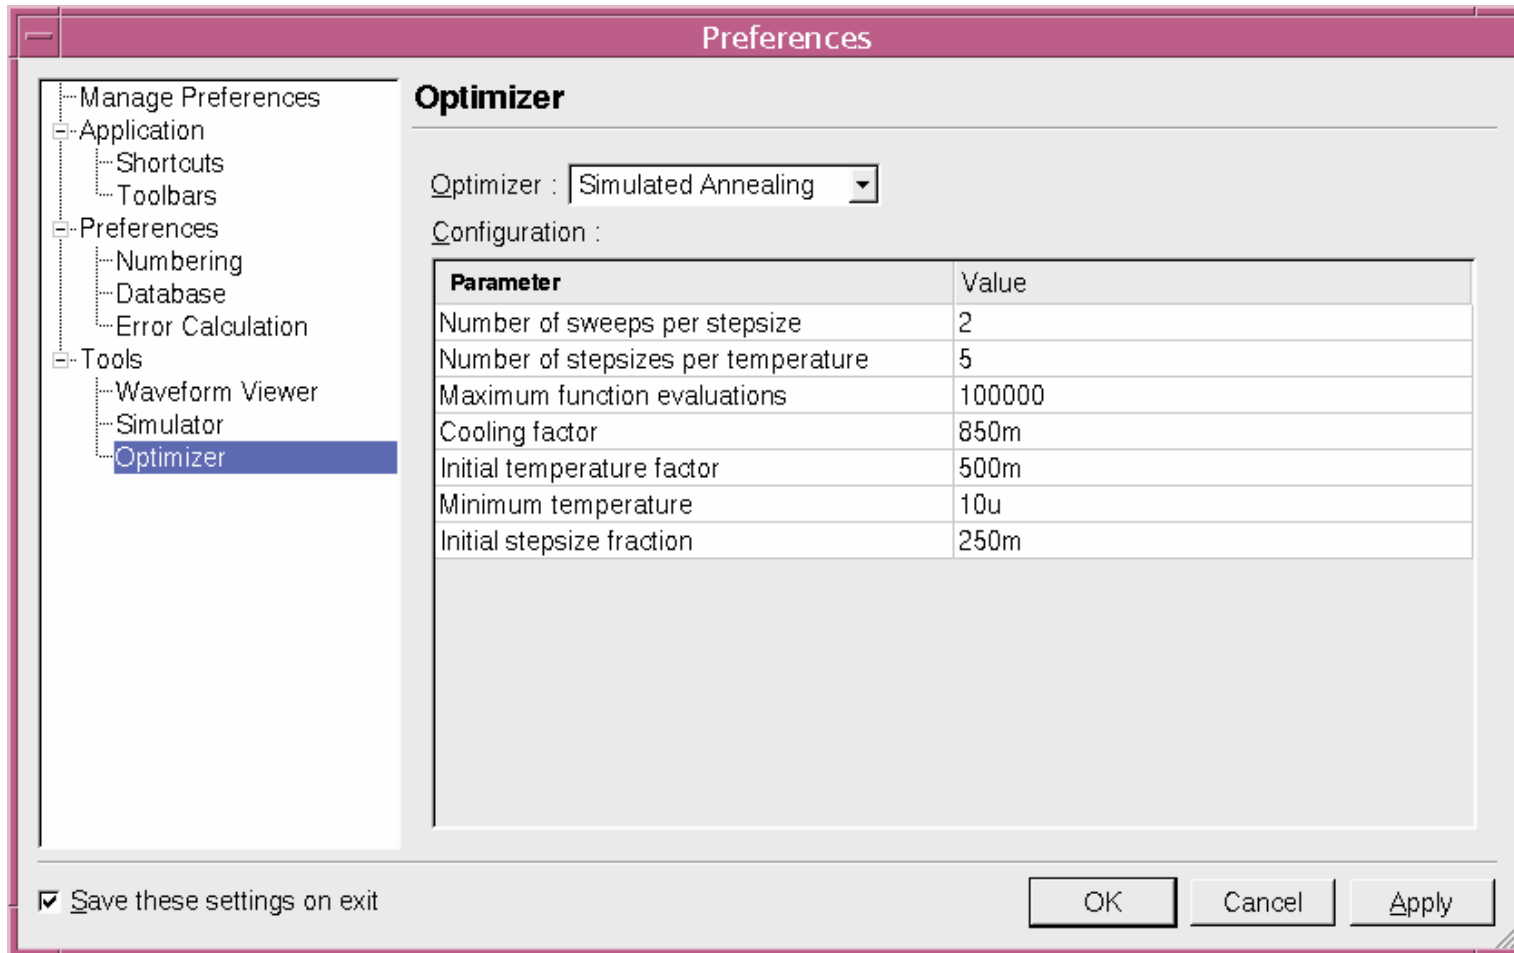 Preferences
Manage Preferences
Application
Shortcuts
Toolbars
Preferences
Numbering
Database
Error Calculation
Tools
Waveform Viewer
Simulator
Optimizer
Optimizer
Optimizer : Simulated Annealing
Configuration :
Parameter Value
Number of sweeps per stepsize 2
Number of stepsizes per temperature 5
Maximum function evaluations 100000
Cooling factor 850m
Initial temperature factor 500m
Minimum temperature 10u
Initial stepsize fraction 250m
Save these settings on exit
OK Cancel Apply